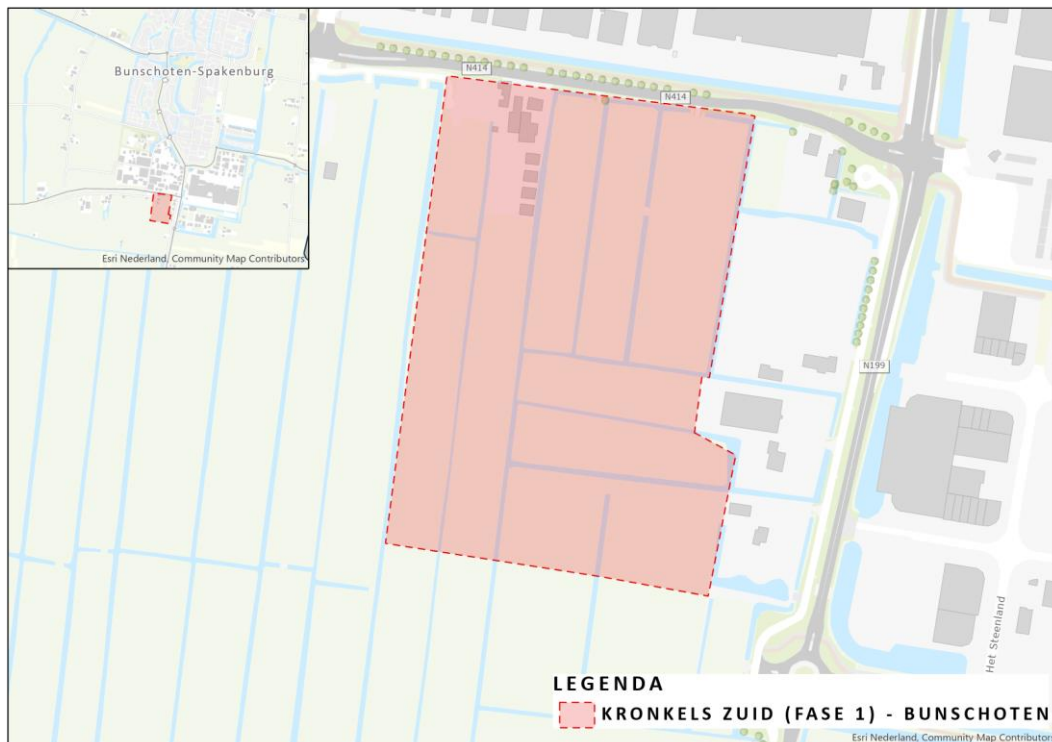 Bunschoten-Spakenburg
Esri Nederland, Community Map Contributors
N414
N414
N199
Het Steenland
LEGENDA
KRONKELS ZUID (FASE 1) - BUNSCHOTEN
Esri Nederland, Community Map Contributors